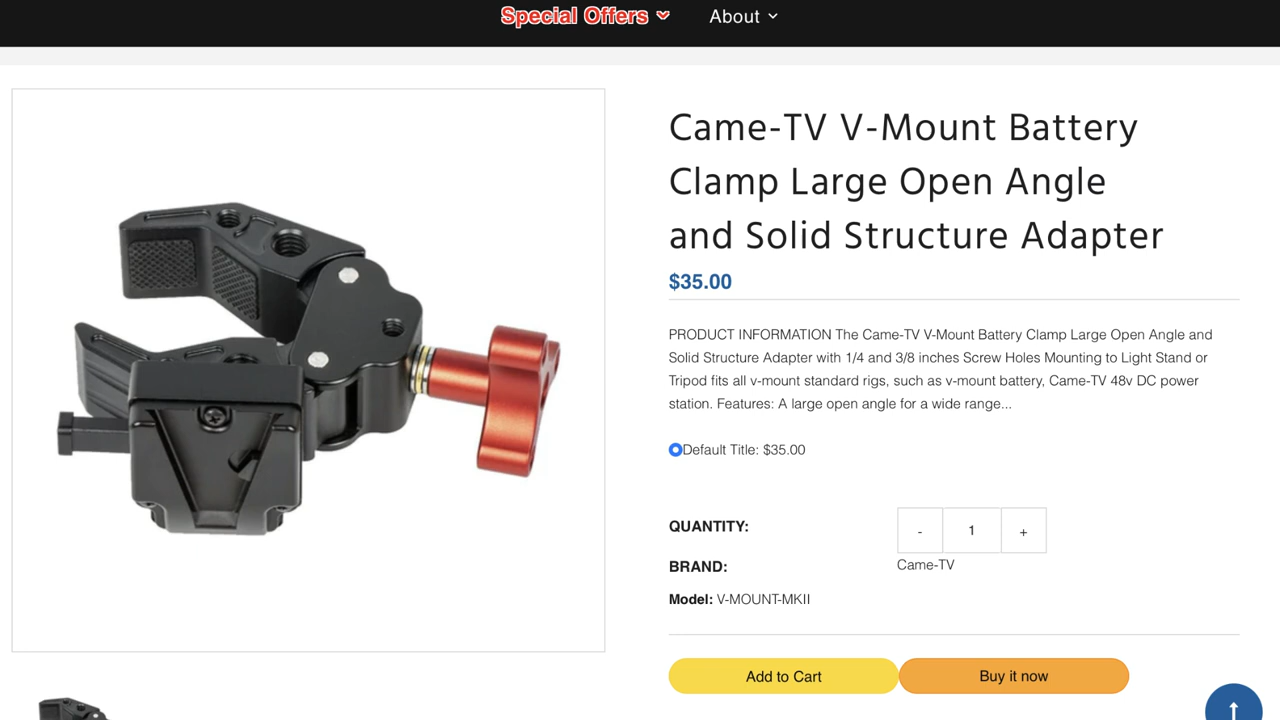 Special Offers About
Came-TV V-Mount Battery
Clamp Large Open Angle
and Solid Structure Adapter
$35.00
PRODUCT INFORMATION The Came-TV V-Mount Battery Clamp Large Open Angle and
Solid Structure Adapter with 1/4 and 3/8 inches Screw Holes Mounting to Light Stand or
Tripod fits all v-mount standard rigs, such as v-mount battery, Came-TV 48v DC power
station. Features: A large open angle for a wide range...
Default Title: $35.00
QUANTITY: - 1 +
BRAND: Came-TV
Model: V-MOUNT-MKII
Add to Cart Buy it now